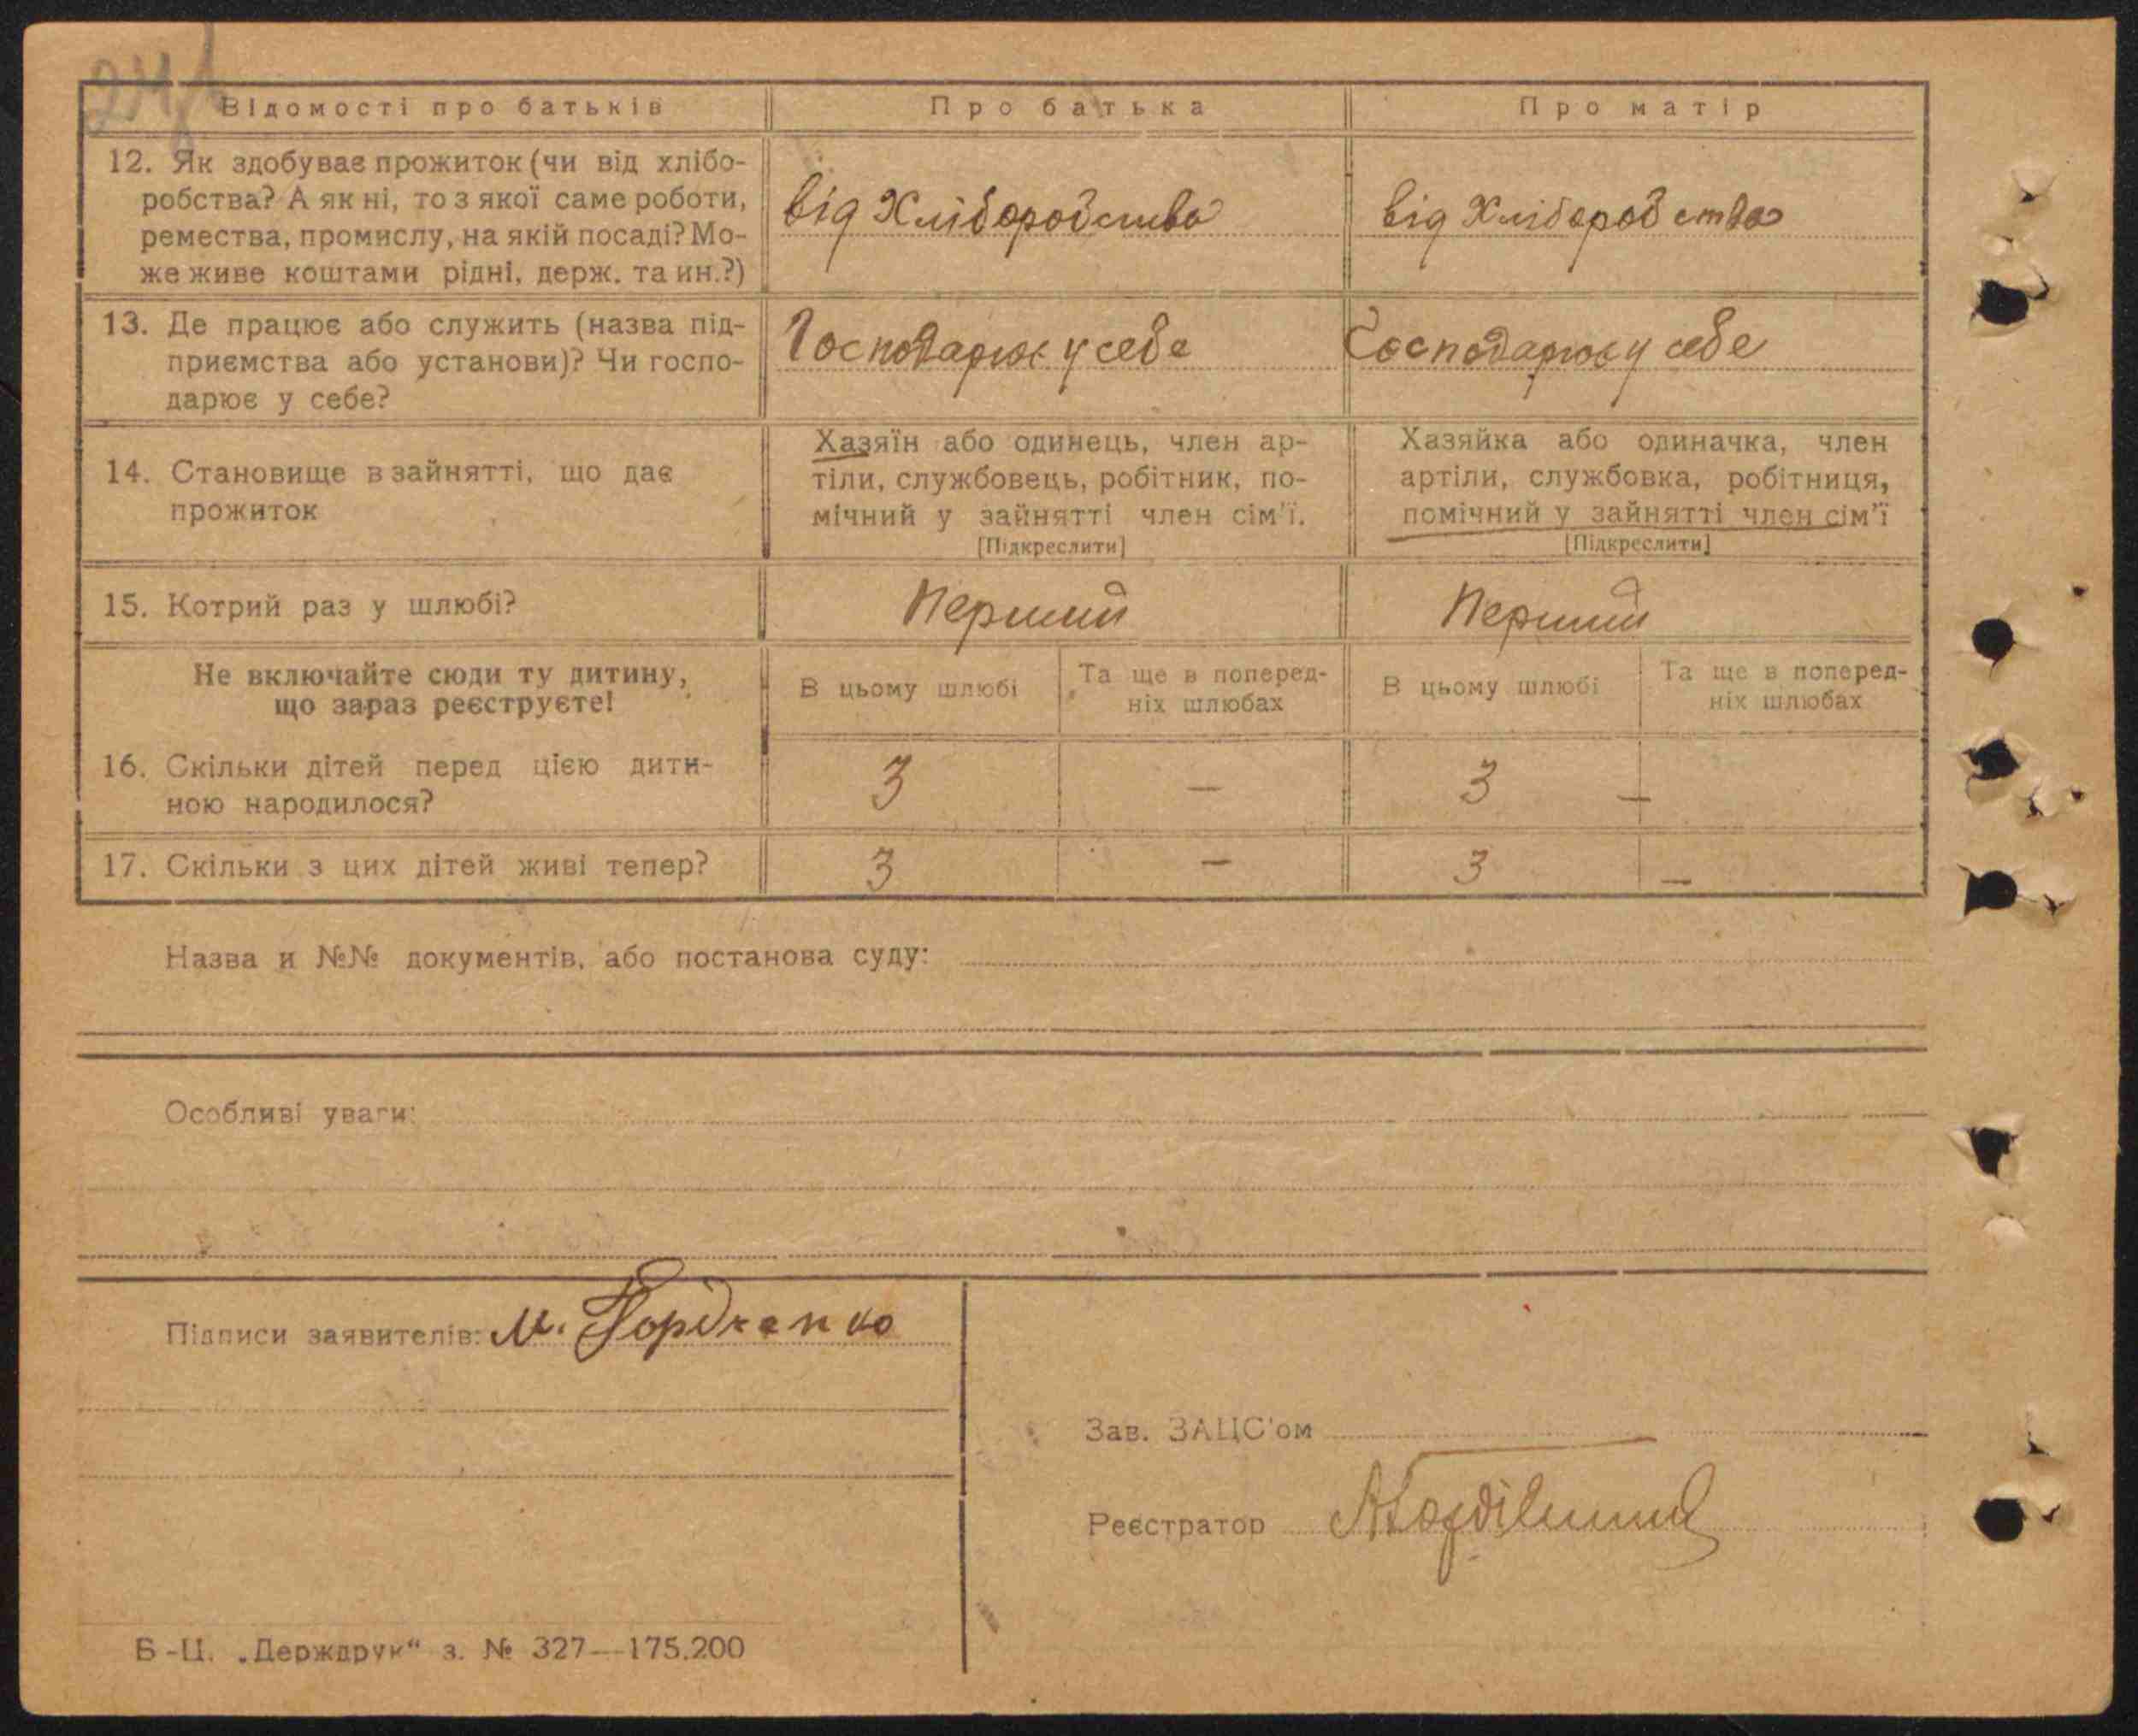 Відомості про батьків Про батька Про матір
12. Як здобуває прожиток (чи від хлібо-
робства? А як ні, то з якої саме роботи,
ремества, промислу, на якій посаді? Мо-
же живе коштами рідні, держ. та ин.?)
від Хліборобства від Хліборобства
13. Де працює або служить (назва під-
приємства або установи)? Чи госпо-
дарює у себе?
Господарює у себе Господарює у себе
14. Становище в зайнятті, що дає
прожиток
Хазяїн або одинець, член ар-
тіли, службовець, робітник, по-
мічний у зайнятті член сім'ї.
[Підкреслити]
Хазяйка або одиначка, член
артіли, службовка, робітниця,
помічний у зайнятті член сім'ї
[Підкреслити]
15. Котрий раз у шлюбі? Перший Перший
Не включайте сюди ту дитину,
що зараз реєструєте!
В цьому шлюбі
Та ще в поперед-
ніх шлюбах
В цьому шлюбі
Та ще в поперед-
ніх шлюбах
16. Скільки дітей перед цією дити-
ною народилося?
3 — 3 —
17. Скільки з цих дітей живі тепер? 3 — 3 —
Назва и №№ документів, або постанова суду:
Особливі уваги:
Підписи заявителів: М.
Зав. ЗАЦС'ом
Реєстратор
Б-Ц. „Держдрук“ з. № 327—175.200